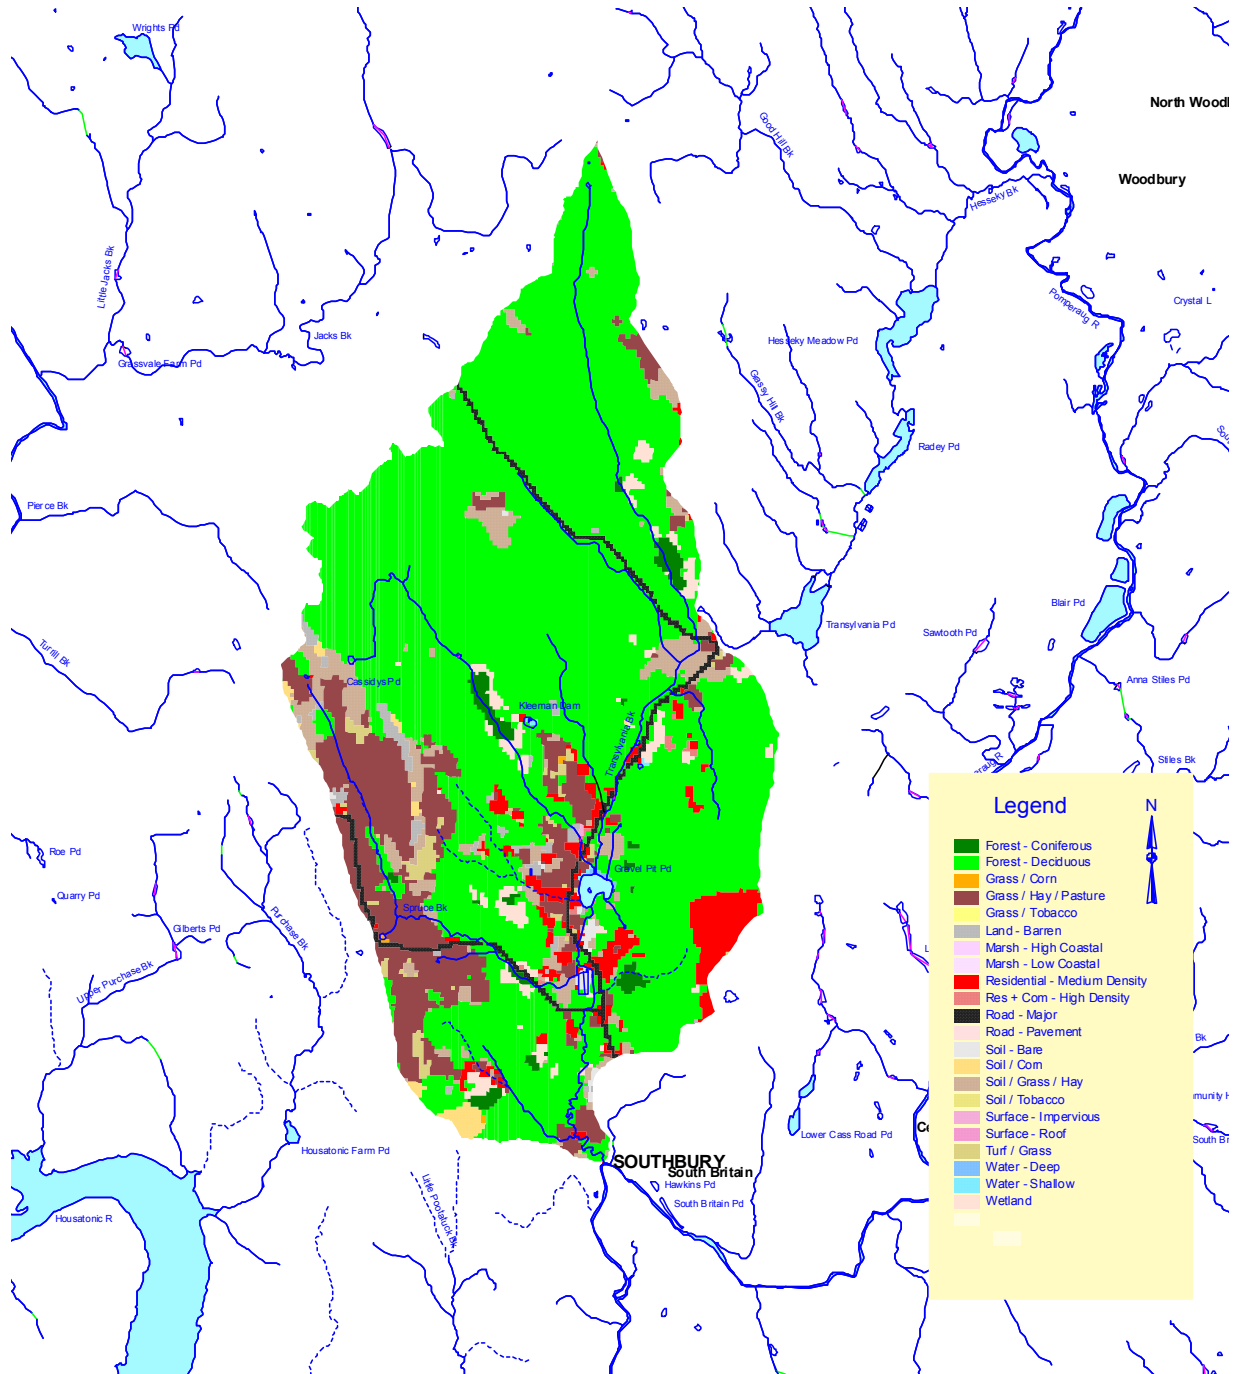 Wrights Pd
North Wood
Good Hill Bk
Woodbury
Hesseky Bk
Little Jacks Bk
Pomperaug R
Crystal L
Jacks Bk
Hesseky Meadow Pd
Grassvale Farm Pd
Grassy Hill Bk
Radey Pd
Pierce Bk
Blair Pd
Transylvania Pd
Sawtooth Pd
Turrill Bk
Cassidys Pd
Anna Stiles Pd
Kleeman Dam
Transylvania Bk
Stiles Bk
Legend
N
Forest - Coniferous
Forest - Deciduous
Grass / Corn
Grass / Hay / Pasture
Grass / Tobacco
Land - Barren
Marsh - High Coastal
Marsh - Low Coastal
Residential - Medium Density
Res + Com - High Density
Road - Major
Road - Pavement
Soil - Bare
Soil / Corn
Soil / Grass / Hay
Soil / Tobacco
Surface - Impervious
Surface - Roof
Turf / Grass
Water - Deep
Water - Shallow
Wetland
Roe Pd
Gravel Pit Pd
Quarry Pd
Spruce Bk
Purchase Bk
Gilberts Pd
Upper Purchase Bk
Bk
Lower Cass Road Pd
Housatonic Farm Pd
SOUTHBURY
South Britain
Hawkins Pd
South Britain Pd
Little Pootatuck Bk
Housatonic R